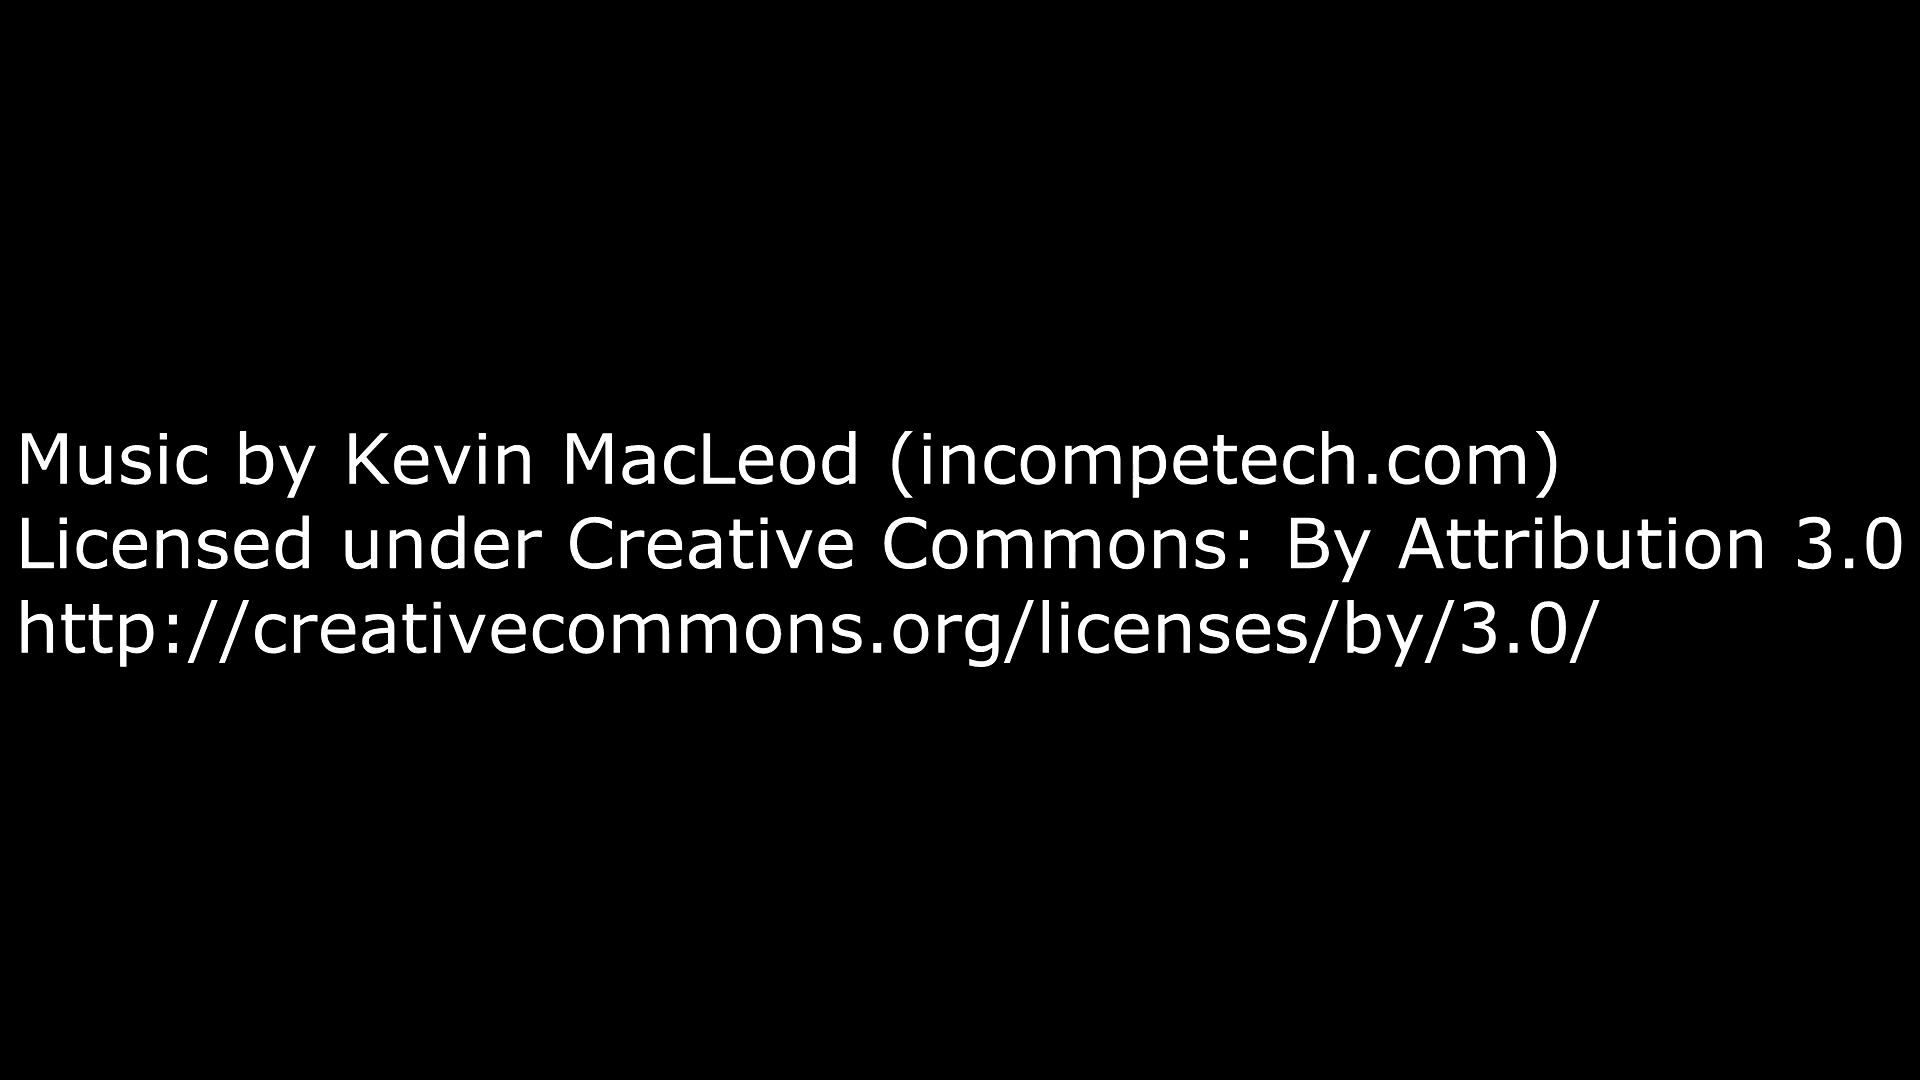 Music by Kevin MacLeod (incompetech.com)
Licensed under Creative Commons: By Attribution 3.0
http://creativecommons.org/licenses/by/3.0/